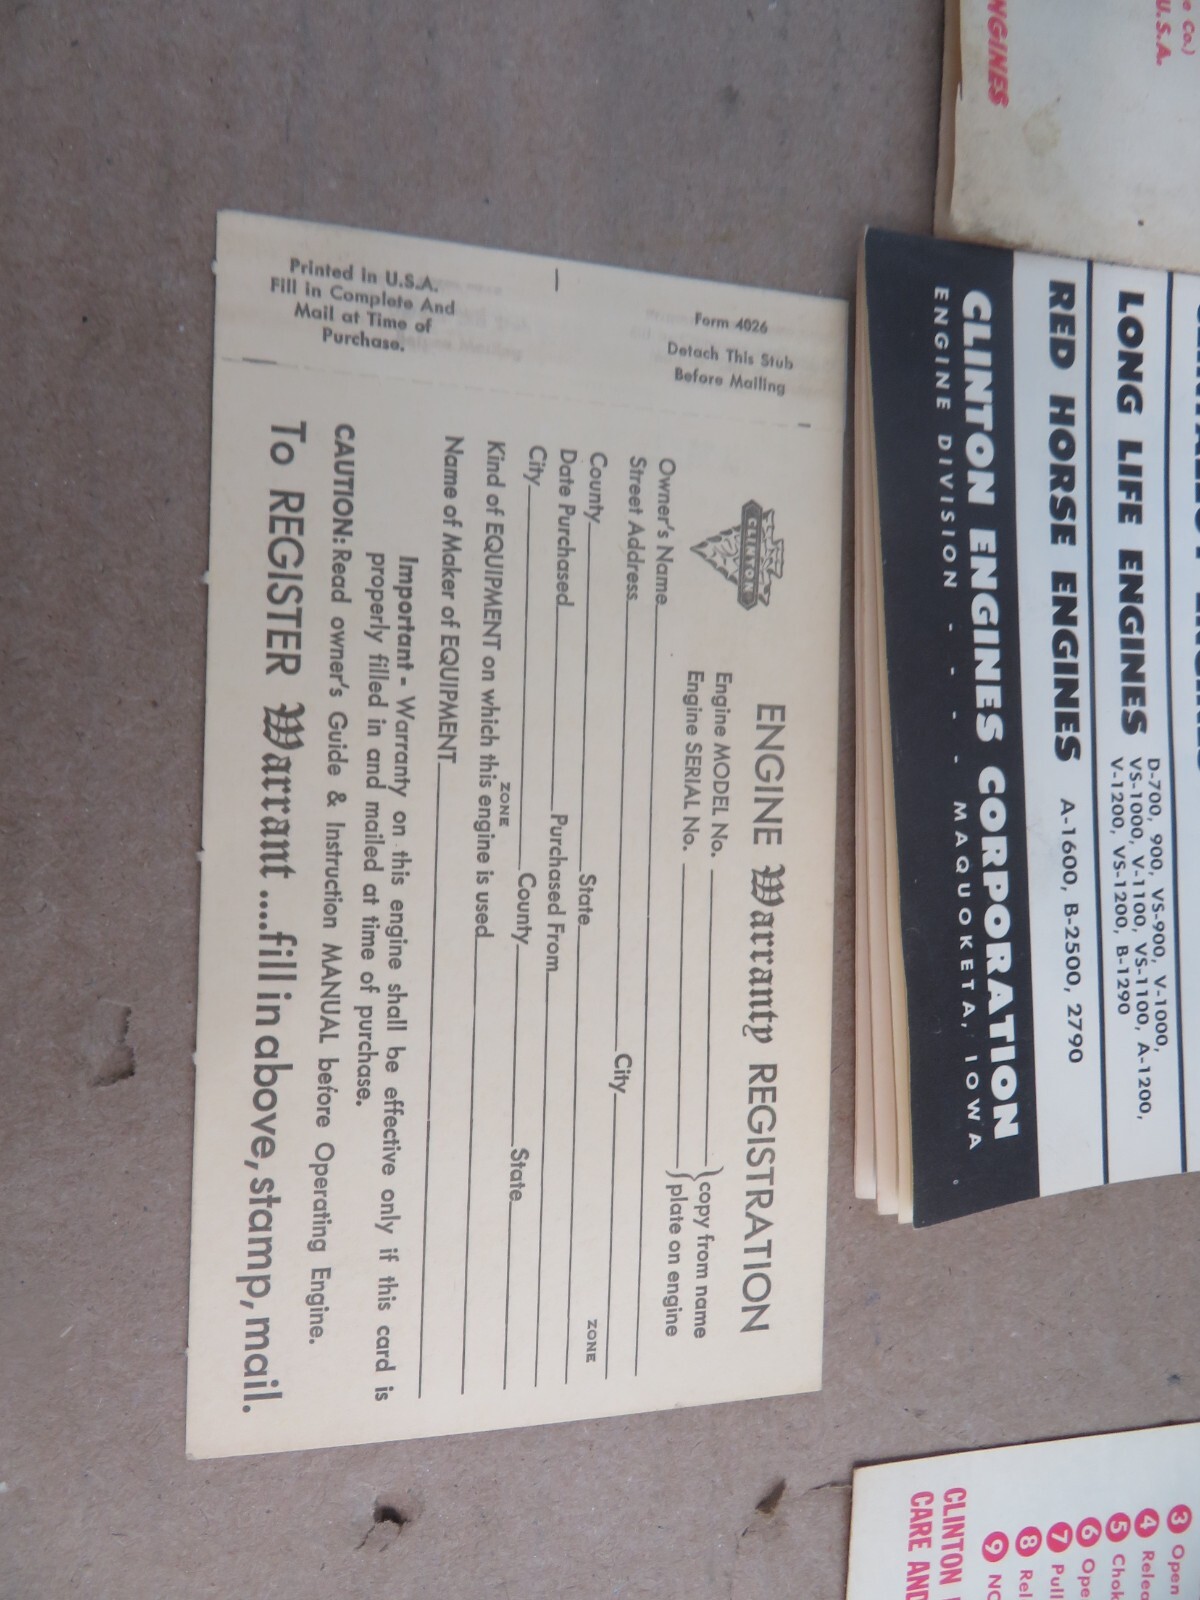 Form 4026
Detach This Stub
Before Mailing
Printed in U.S.A.
Fill in Complete And
Mail at Time of
Purchase.
CLINTON
ENGINE Warranty REGISTRATION
Engine MODEL No. } copy from name
Engine SERIAL No. } plate on engine
Owner's Name
Street Address City ZONE
County State
Date Purchased Purchased From
City ZONE County State
Kind of EQUIPMENT on which this engine is used
Name of Maker of EQUIPMENT
Important - Warranty on this engine shall be effective only if this card is
properly filled in and mailed at time of purchase.
CAUTION: Read owner's Guide & Instruction MANUAL before Operating Engine.
To REGISTER Warrant ....fill in above, stamp, mail.
LONG LIFE ENGINES D-700, 900, VS-900, V-1000,
VS-1000, V-1100, VS-1100, A-1200,
V-1200, VS-1200, B-1290
RED HORSE ENGINES A-1600, B-2500, 2790
CLINTON ENGINES CORPORATION
ENGINE DIVISION - - - - MAQUOKETA, IOWA
Co.)
U.S.A.
3 Open
4
5
6
7 Pull
8
9
CLINTON
CARE AND